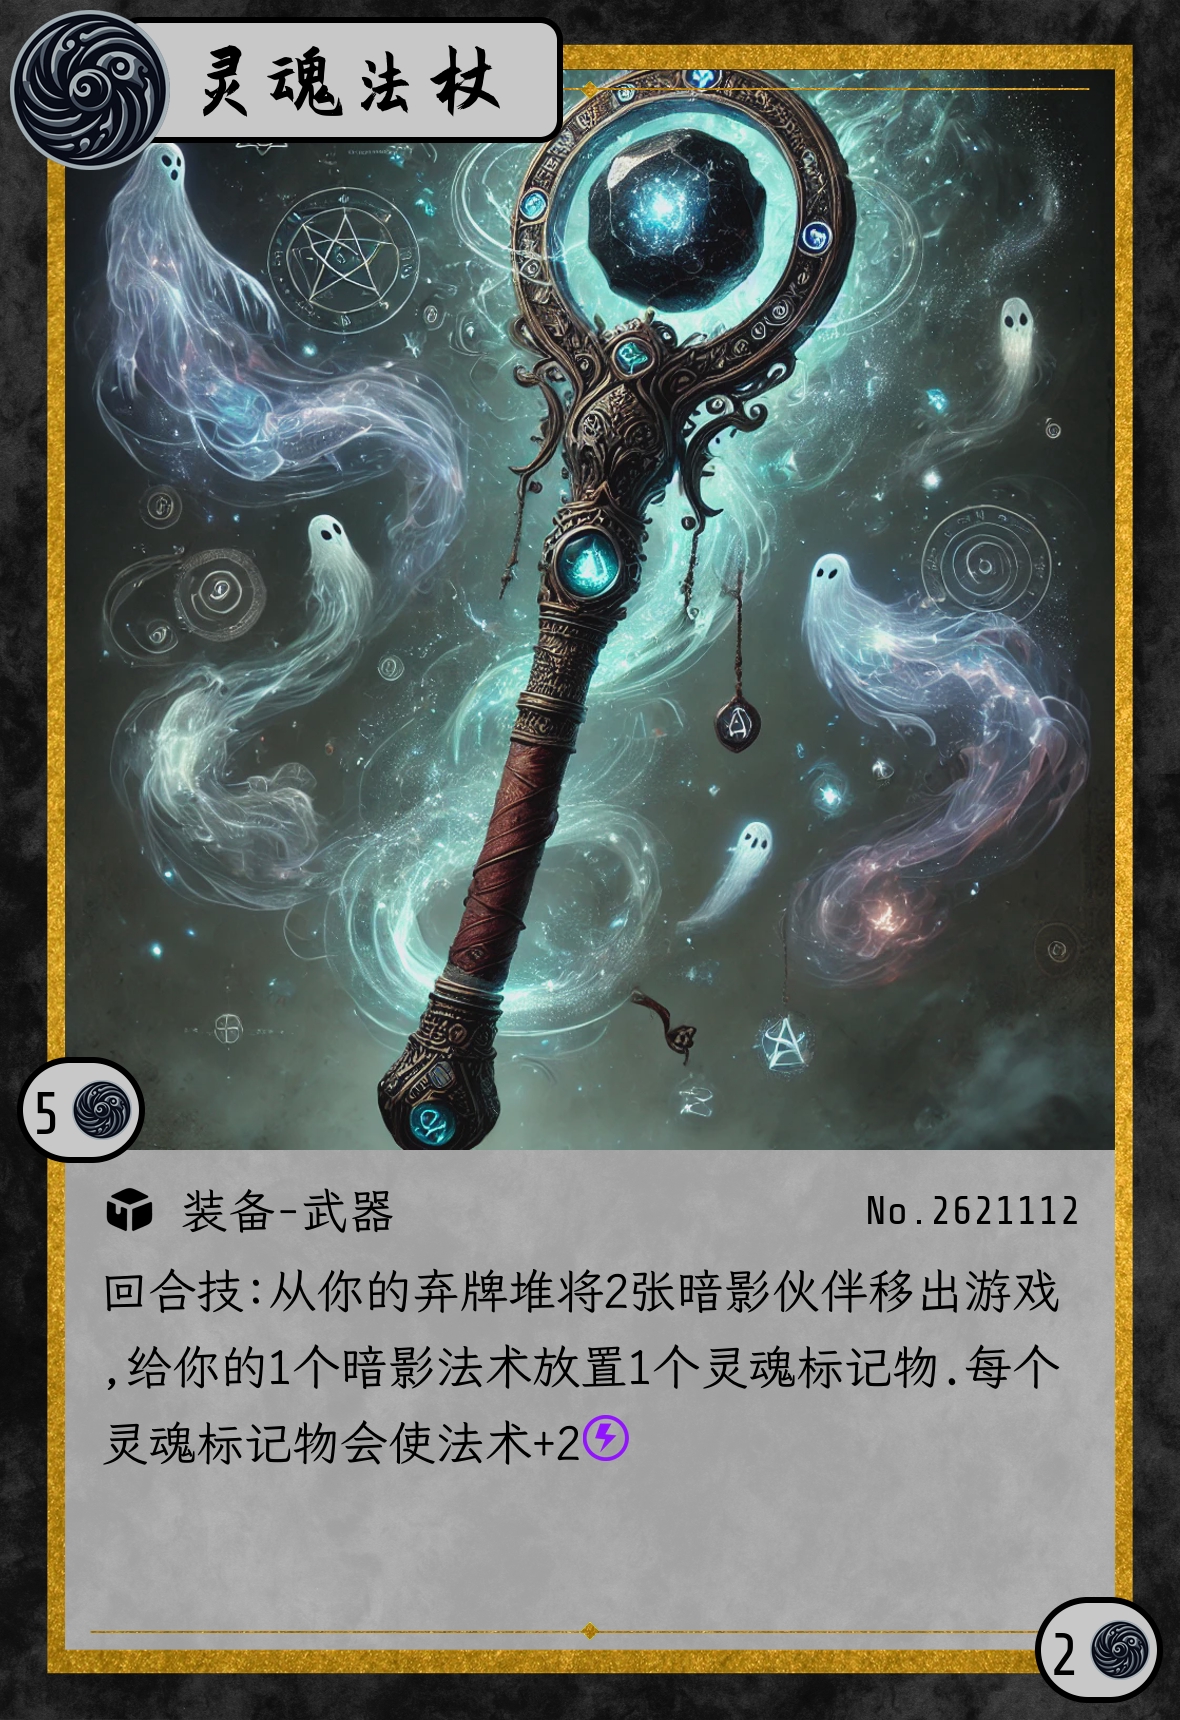 灵魂法杖
5
装备-武器
No.2621112
回合技:从你的弃牌堆将2张暗影伙伴移出游戏
,给你的1个暗影法术放置1个灵魂标记物.每个
灵魂标记物会使法术+2
2